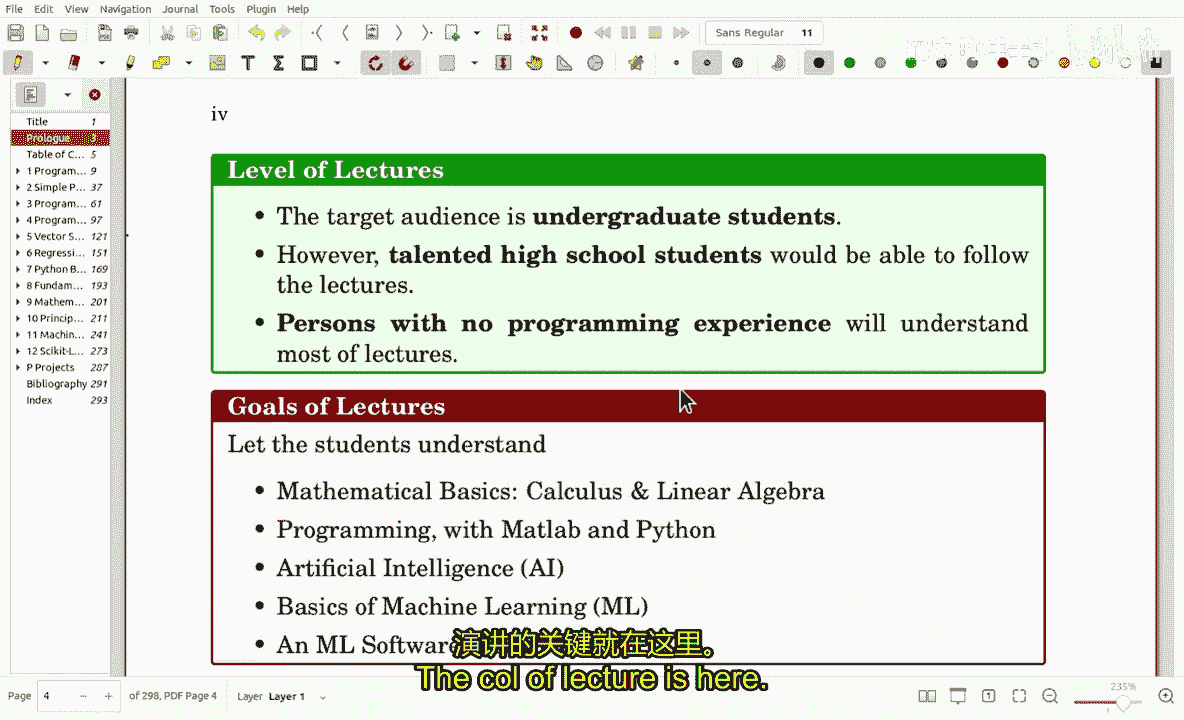 File Edit View Navigation Journal Tools Plugin Help
Sans Regular 11
Title 1
Prologue 3
Table of C... 5
1 Program... 9
2 Simple P... 37
3 Program... 61
4 Program... 97
5 Vector S... 121
6 Regressi... 151
7 Python B... 169
8 Fundam... 193
9 Mathem... 201
10 Princip... 211
11 Machin... 241
12 Scikit-L... 273
P Projects 287
Bibliography 291
Index 293
iv
Level of Lectures
• The target audience is undergraduate students.
• However, talented high school students would be able to follow
the lectures.
• Persons with no programming experience will understand
most of lectures.
Goals of Lectures
Let the students understand
• Mathematical Basics: Calculus & Linear Algebra
• Programming, with Matlab and Python
• Artificial Intelligence (AI)
• Basics of Machine Learning (ML)
• An ML Software
演讲的关键就在这里。
The col of lecture is here.
Page 4 − + of 298, PDF Page 4 Layer Layer 1 235%